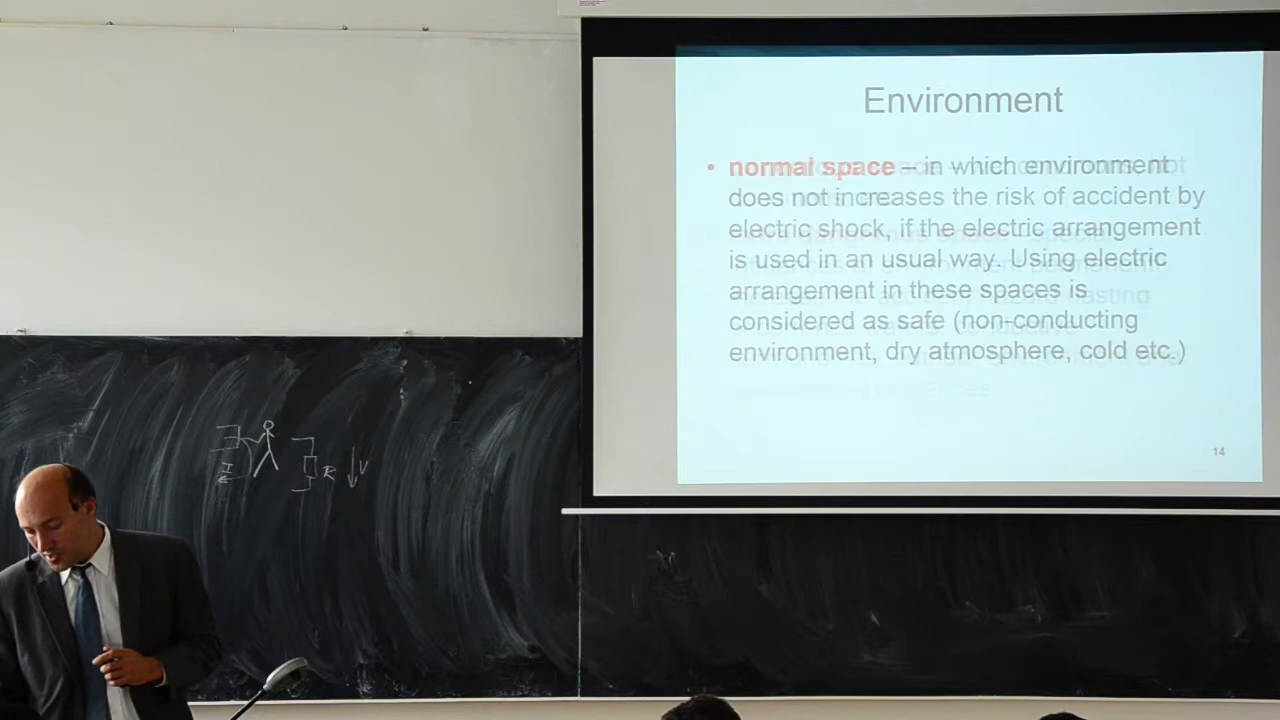 Environment
• normal space – in which environment
does not increases the risk of accident by
electric shock, if the electric arrangement
is used in an usual way. Using electric
arrangement in these spaces is
considered as safe (non-conducting
environment, dry atmosphere, cold etc.)
14
I
R
V